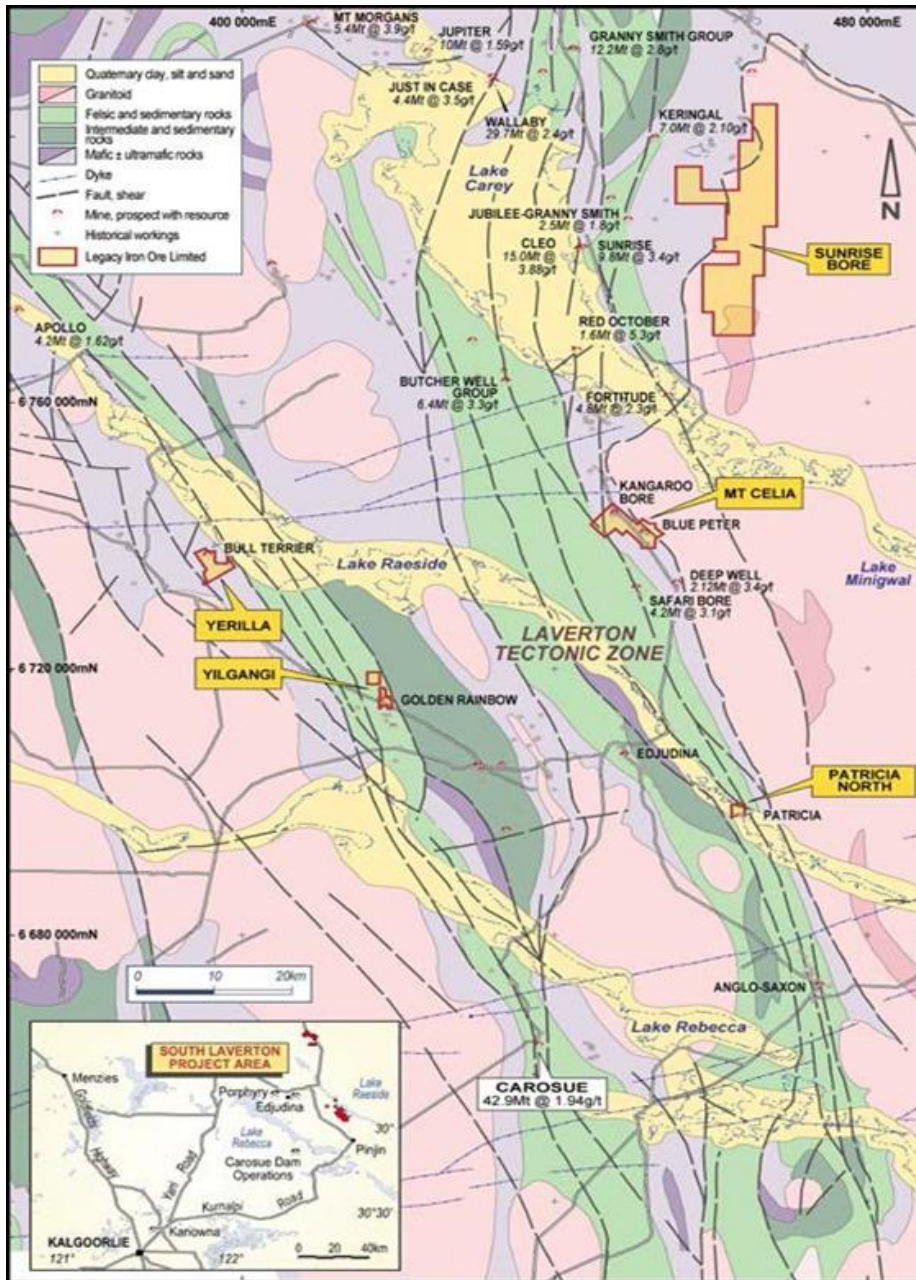 400 000mE
480 000mE
MT MORGANS
5.4Mt @ 3.9g/t
JUPITER
10Mt @ 1.59g/t
GRANNY SMITH GROUP
12.2Mt @ 2.8g/t
Quaternary clay, silt and sand
Granitoid
Felsic and sedimentary rocks
Intermediate and sedimentary
rocks
Mafic ± ultramafic rocks
Dyke
Fault, shear
Mine, prospect with resource
Historical workings
Legacy Iron Ore Limited
JUST IN CASE
4.4Mt @ 3.5g/t
WALLABY
29.7Mt @ 2.4g/t
KERINGAL
7.0Mt @ 2.10g/t
Lake
Carey
N
JUBILEE-GRANNY SMITH
2.5Mt @ 1.8g/t
CLEO
15.0Mt @
3.88g/t
SUNRISE
9.8Mt @ 3.4g/t
SUNRISE
BORE
APOLLO
4.2Mt @ 1.62g/t
RED OCTOBER
1.6Mt @ 5.3g/t
BUTCHER WELL
GROUP
6.4Mt @ 3.3g/t
FORTITUDE
4.8Mt @ 2.3g/t
6 760 000mN
KANGAROO
BORE
MT CELIA
BLUE PETER
BULL TERRIER
Lake Raeside
Lake
Minigwal
DEEP WELL
2.12Mt @ 3.4g/t
SAFARI BORE
4.2Mt @ 3.1g/t
YERILLA
LAVERTON
TECTONIC ZONE
6 720 000mN
YILGANGI
GOLDEN RAINBOW
EDJUDINA
PATRICIA
NORTH
PATRICIA
6 680 000mN
0 10 20km
ANGLO-SAXON
Lake Rebecca
CAROSUE
42.9Mt @ 1.94g/t
SOUTH LAVERTON
PROJECT AREA
Menzies
Porphyry
Edjudina
Lake
Raeside
Goldfields
Highway
Yarri Road
Lake
Rebecca
30°
Pinjin
Carosue Dam
Operations
Kurnalpi Road
30°30'
Kanowna
KALGOORLIE
121°
122°
0 20 40km